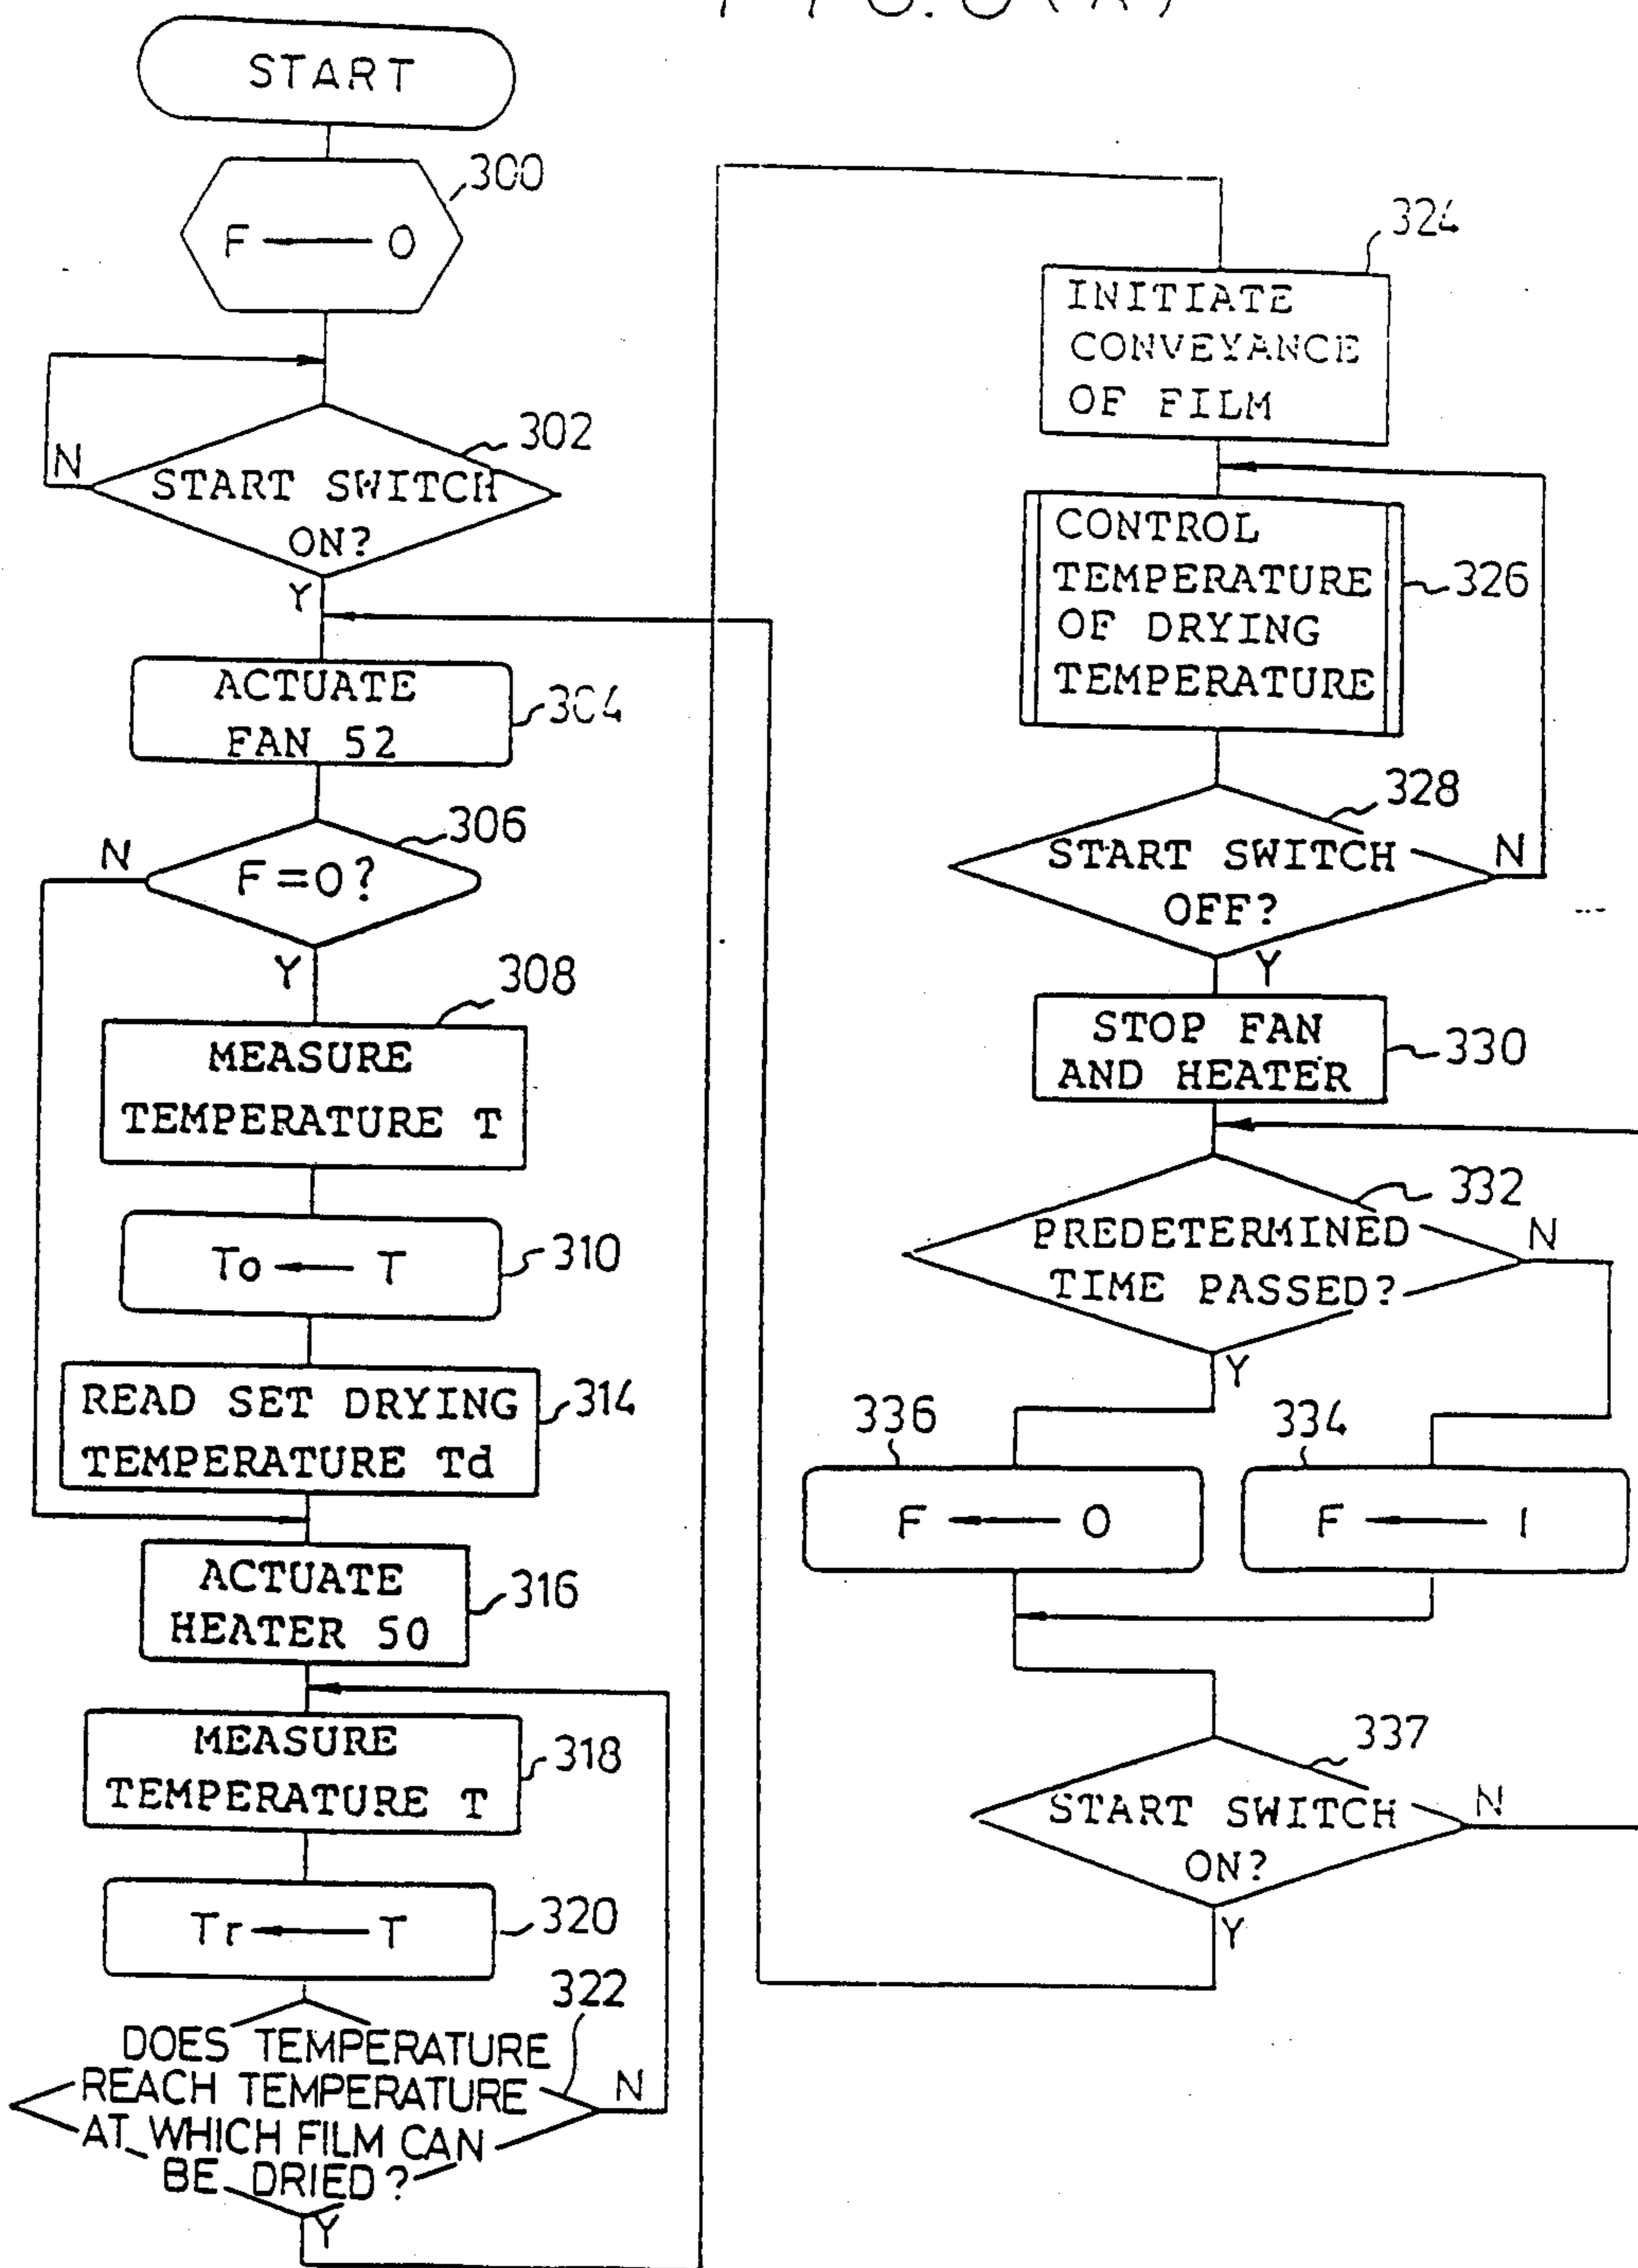 START
300
F ← 0
302
N
START SWITCH
ON?
Y
ACTUATE
FAN 52
304
306
N
F=0?
Y
308
MEASURE
TEMPERATURE T
To ← T
310
READ SET DRYING
TEMPERATURE Td
314
ACTUATE
HEATER 50
316
MEASURE
TEMPERATURE T
318
Tr ← T
320
322
DOES TEMPERATURE
REACH TEMPERATURE
AT WHICH FILM CAN
BE DRIED?
N
Y
324
INITIATE
CONVEYANCE
OF FILM
CONTROL
TEMPERATURE
OF DRYING
TEMPERATURE
326
328
START SWITCH
OFF?
N
Y
STOP FAN
AND HEATER
330
332
PREDETERMINED
TIME PASSED?
N
Y
336
334
F ← 0
F ← 1
337
START SWITCH
ON?
N
Y